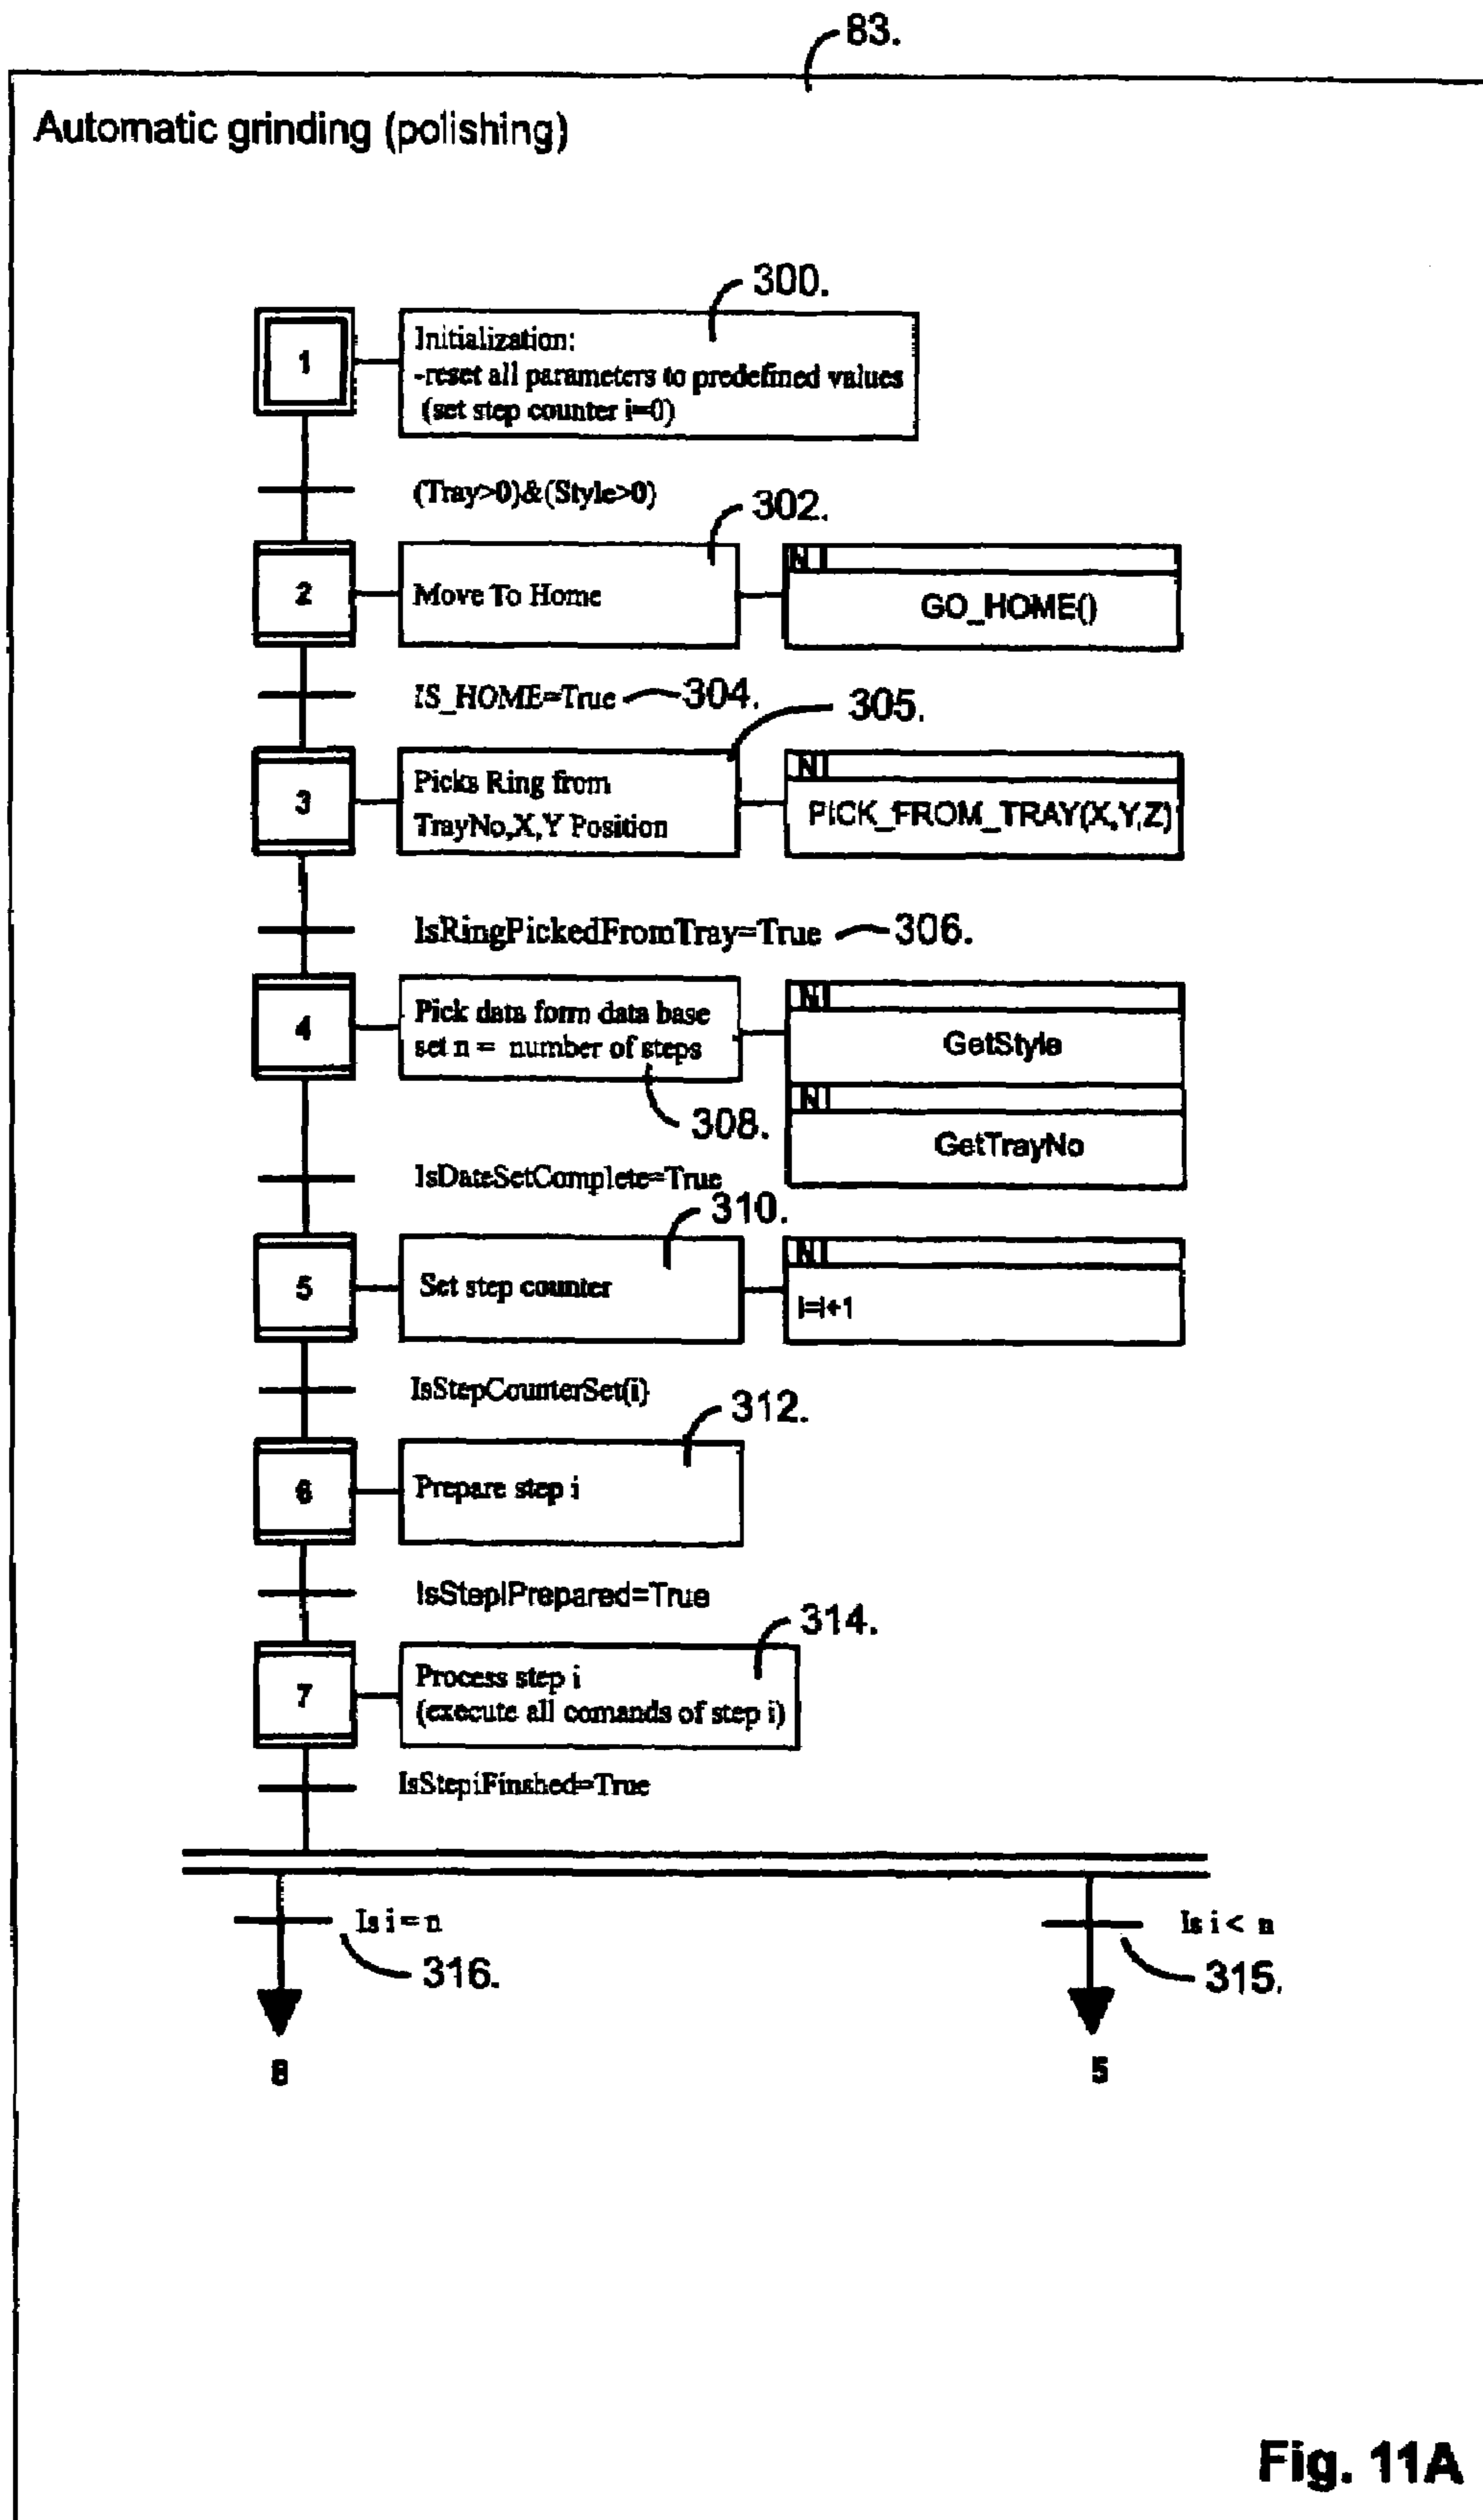 83.
Automatic grinding (polishing)
300.
1
Initialization:
-reset all parameters to predefined values
(set step counter i=0)
(Tray>0)&(Style>0)
302.
2
Move To Home
N
GO_HOME()
IS_HOME=True
304.
305.
3
Picks Ring from
TrayNo,X,Y Position
N
PICK_FROM_TRAY(X,Y,Z)
IsRingPickedFromTray=True
306.
4
Pick data form data base
set n = number of steps
308.
N
GetStyle
N
GetTrayNo
IsDateSetComplete=True
310.
5
Set step counter
N
i=i+1
IsStepCounterSet(i)
312.
6
Prepare step i
IsStepIPrepared=True
314.
7
Process step i
(execute all comands of step i)
IsStepiFinshed=True
Is i = n
316.
Is i < n
315.
8
5
Fig. 11A